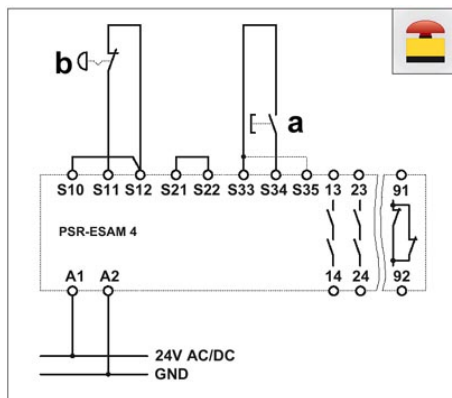 b
a
S10 S11 S12 S21 S22 S33 S34 S35 13 23 91
PSR-ESAM 4
14 24 92
A1 A2
24V AC/DC
GND